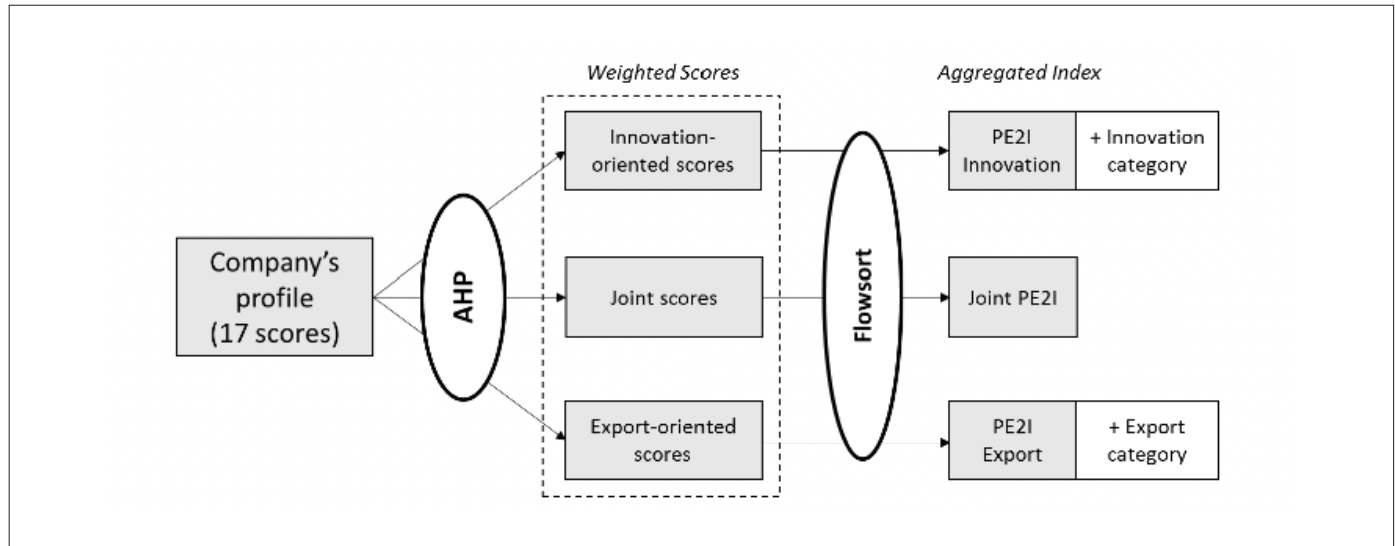 Weighted Scores
Aggregated Index
Innovation-
oriented scores
PE2I
Innovation
+ Innovation
category
Company's
profile
(17 scores)
AHP
Joint scores
Flowsort
Joint PE2I
Export-oriented
scores
PE2I
Export
+ Export
category